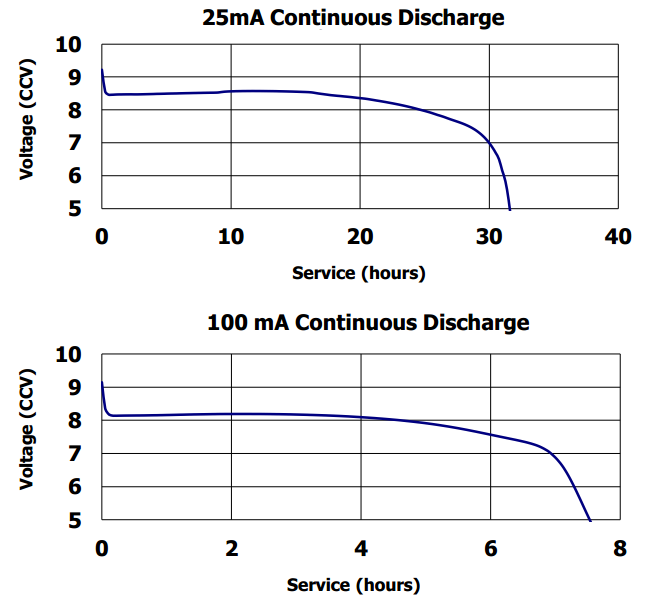 25mA Continuous Discharge
10
9
8
7
6
5
Voltage (CCV)
0 10 20 30 40
Service (hours)
100 mA Continuous Discharge
10
9
8
7
6
5
Voltage (CCV)
0 2 4 6 8
Service (hours)